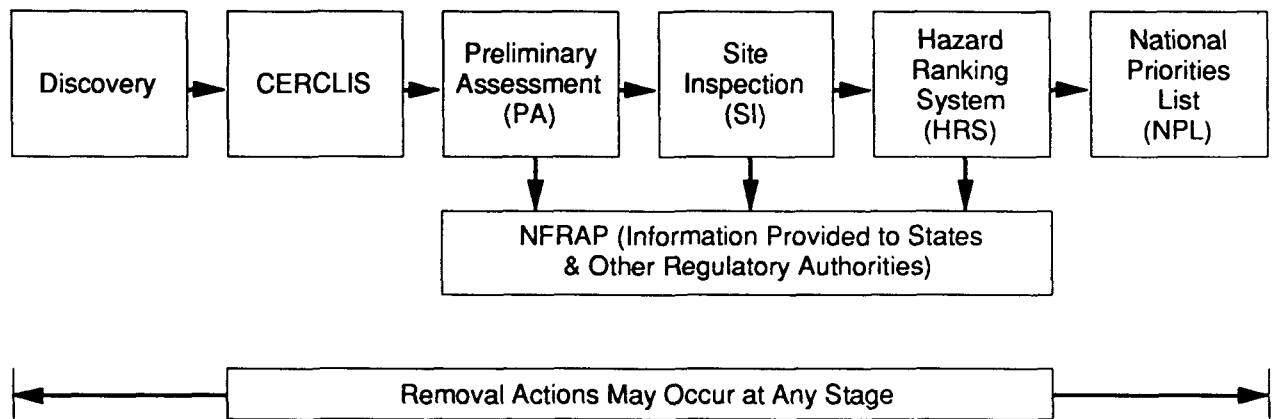 Discovery
CERCLIS
Preliminary
Assessment
(PA)
Site
Inspection
(SI)
Hazard
Ranking
System
(HRS)
National
Priorities
List
(NPL)
NFRAP (Information Provided to States
& Other Regulatory Authorities)
Removal Actions May Occur at Any Stage